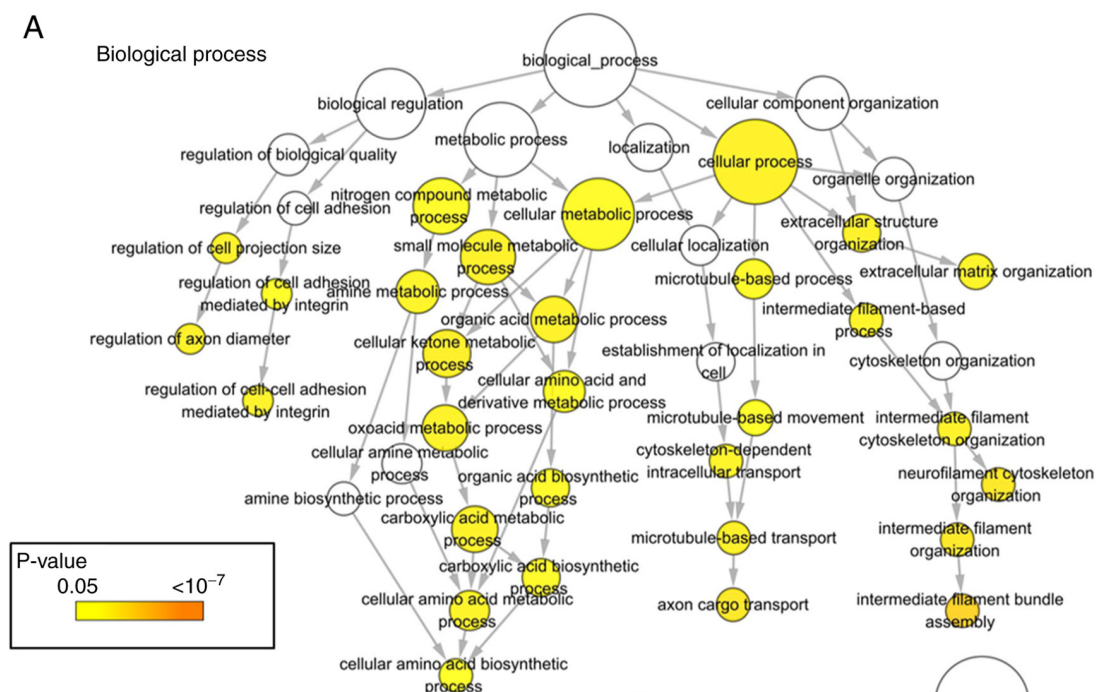 A
Biological process
biological_process
biological regulation
cellular component organization
metabolic process
localization
cellular process
regulation of biological quality
organelle organization
nitrogen compound metabolic
process
regulation of cell adhesion
cellular metabolic process
extracellular structure
organization
regulation of cell projection size
small molecule metabolic
process
cellular localization
extracellular matrix organization
regulation of cell adhesion
mediated by integrin
amine metabolic process
microtubule-based process
intermediate filament-based
process
organic acid metabolic process
regulation of axon diameter
cellular ketone metabolic
process
establishment of localization in
cell
cytoskeleton organization
regulation of cell-cell adhesion
mediated by integrin
cellular amino acid and
derivative metabolic process
oxoacid metabolic process
microtubule-based movement
intermediate filament
cytoskeleton organization
cellular amine metabolic
process
cytoskeleton-dependent
intracellular transport
organic acid biosynthetic
process
neurofilament cytoskeleton
organization
amine biosynthetic process
carboxylic acid metabolic
process
microtubule-based transport
intermediate filament
organization
carboxylic acid biosynthetic
process
cellular amino acid metabolic
process
axon cargo transport
intermediate filament bundle
assembly
cellular amino acid biosynthetic
process
P-value
0.05 <10⁻⁷